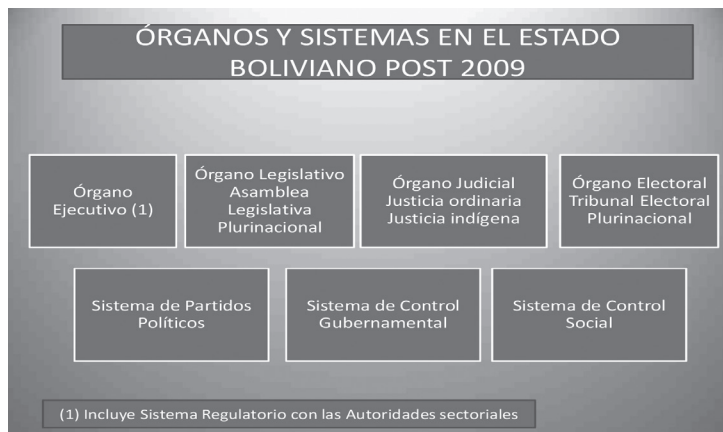 ÓRGANOS Y SISTEMAS EN EL ESTADO
BOLIVIANO POST 2009
Órgano
Ejecutivo (1)
Órgano Legislativo
Asamblea
Legislativa
Plurinacional
Órgano Judicial
Justicia ordinaria
Justicia indígena
Órgano Electoral
Tribunal Electoral
Plurinacional
Sistema de Partidos
Políticos
Sistema de Control
Gubernamental
Sistema de Control
Social
(1) Incluye Sistema Regulatorio con las Autoridades sectoriales